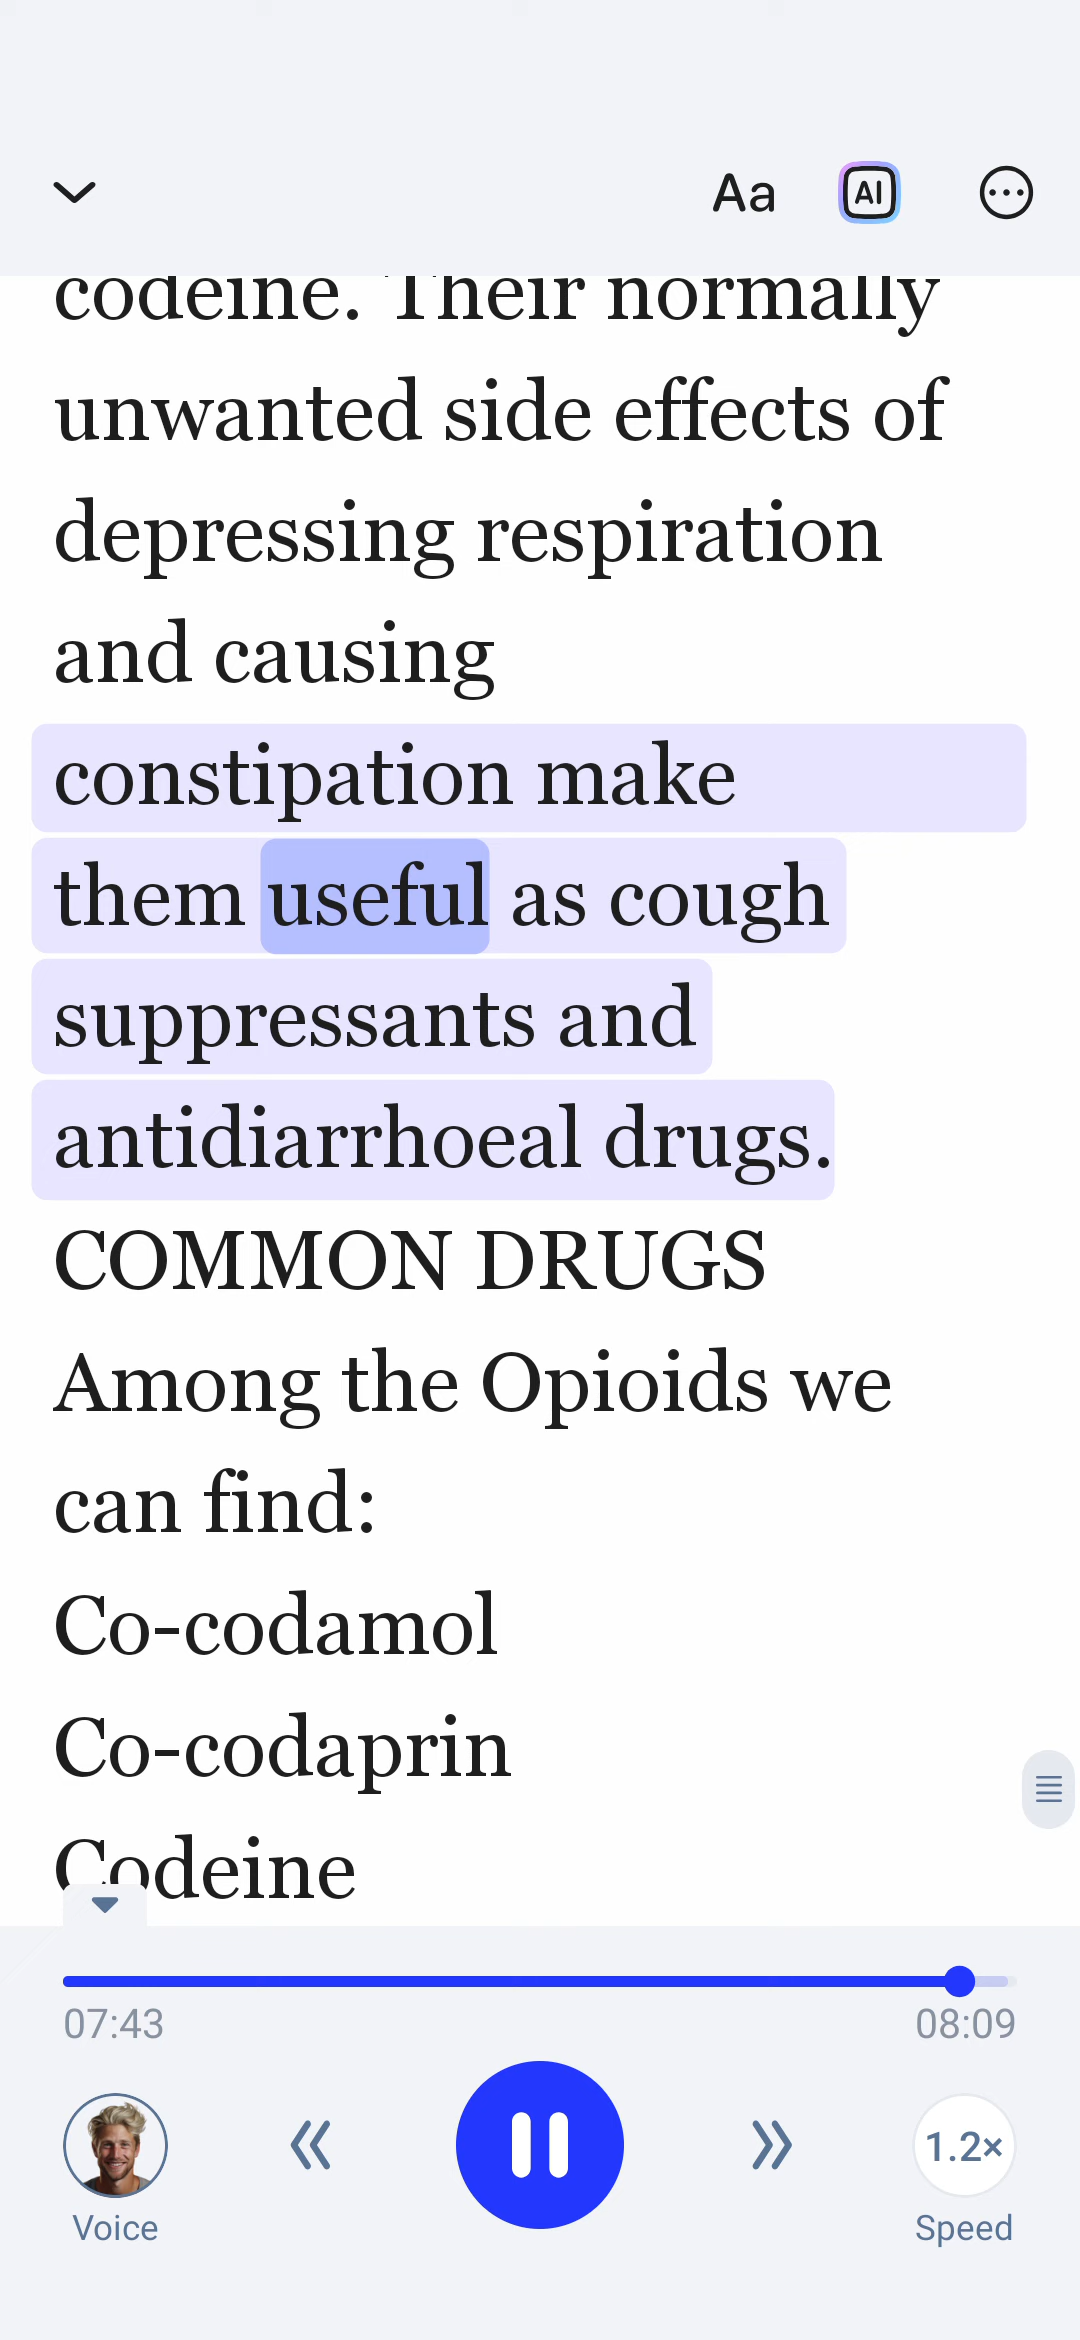 Aa
AI
codeine. Their normally
unwanted side effects of
depressing respiration
and causing
constipation make
them useful as cough
suppressants and
antidiarrhoeal drugs.
COMMON DRUGS
Among the Opioids we
can find:
Co-codamol
Co-codaprin
Codeine
07:43
08:09
1.2×
Voice
Speed